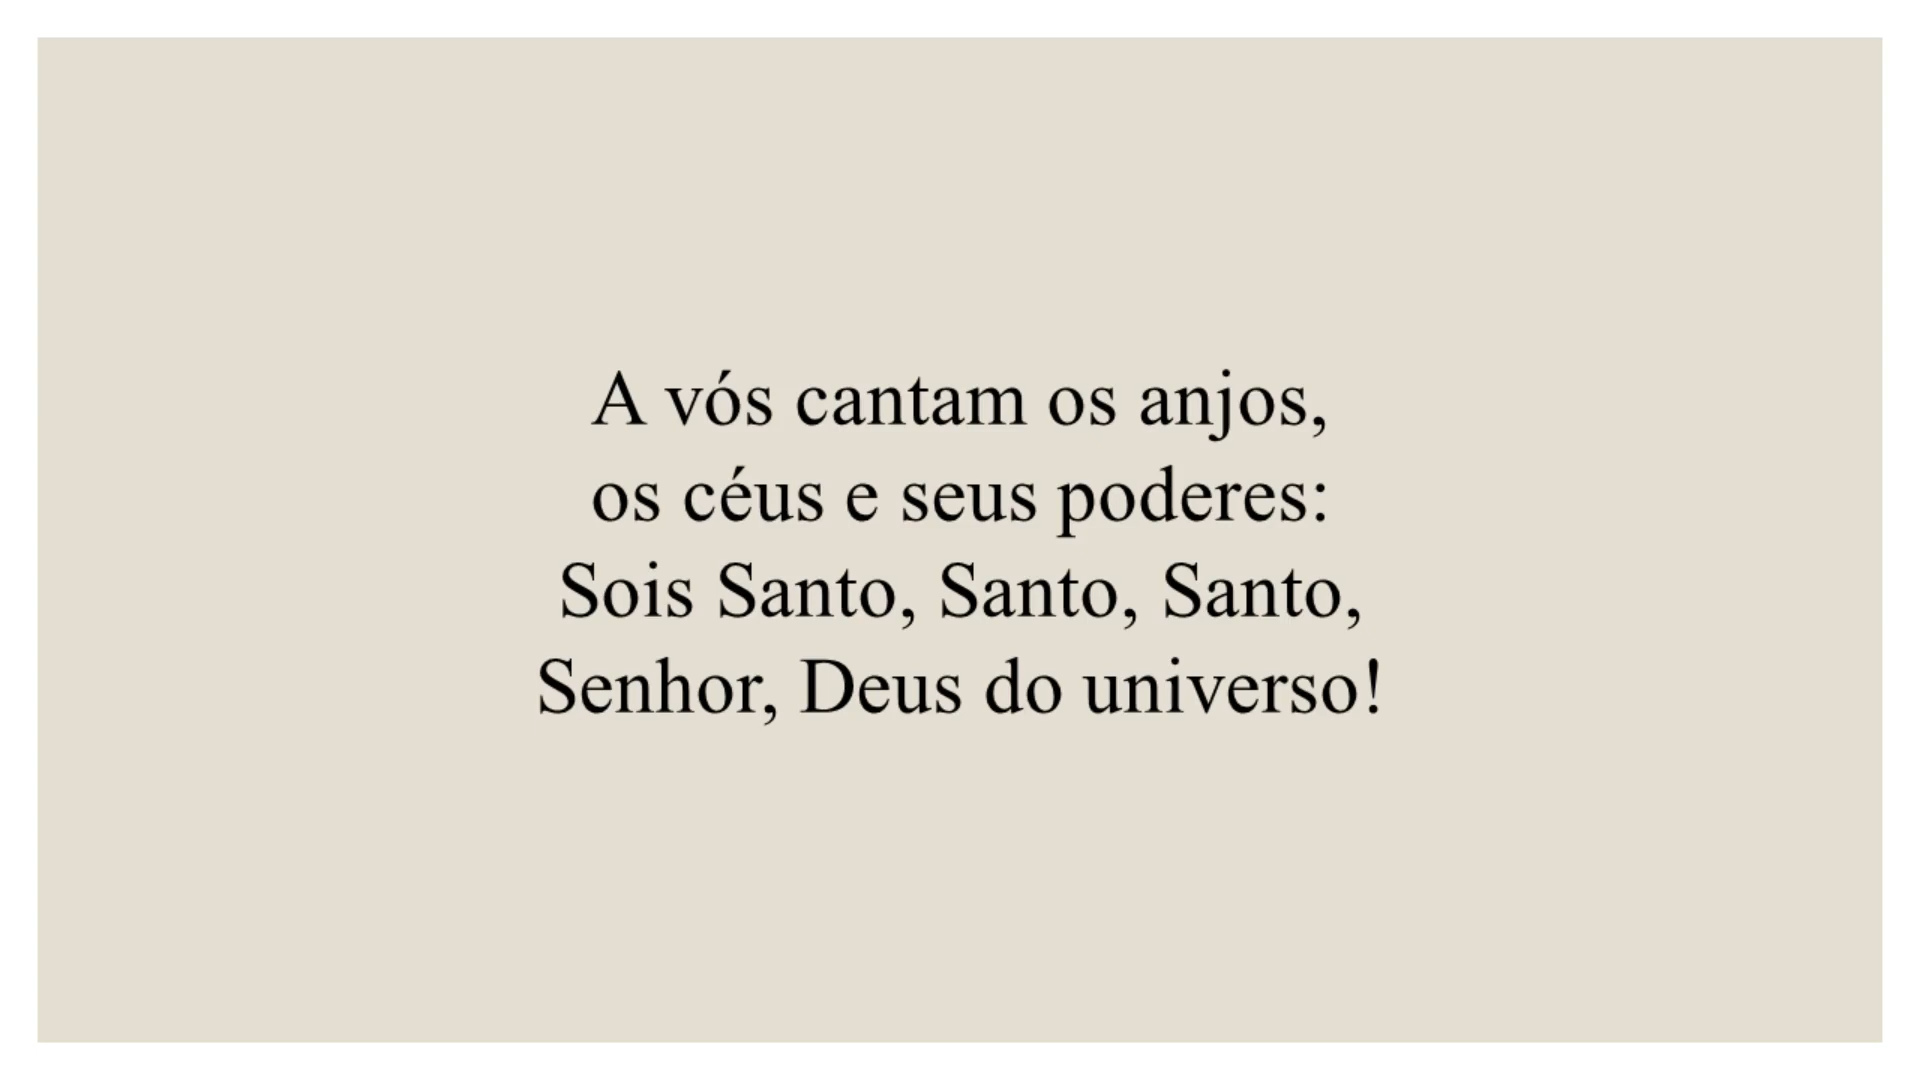 A vós cantam os anjos,
os céus e seus poderes:
Sois Santo, Santo, Santo,
Senhor, Deus do universo!